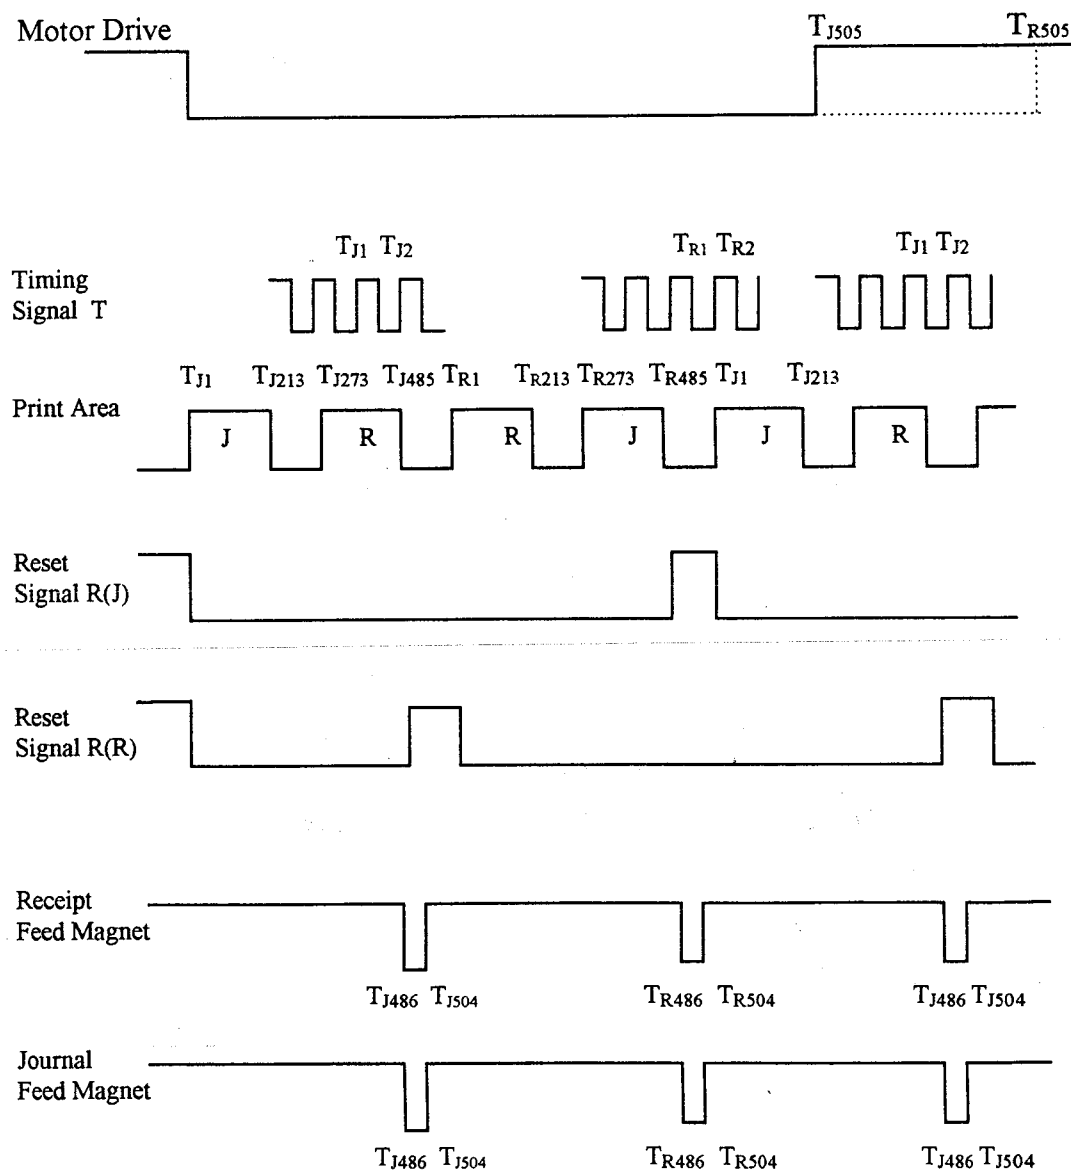 Motor Drive
TJ505 TR505
TJ1 TJ2 TR1 TR2 TJ1 TJ2
Timing
Signal T
TJ1 TJ213 TJ273 TJ485 TR1 TR213 TR273 TR485 TJ1 TJ213
Print Area
J R R J J R
Reset
Signal R(J)
Reset
Signal R(R)
Receipt
Feed Magnet
TJ486 TJ504 TR486 TR504 TJ486 TJ504
Journal
Feed Magnet
TJ486 TJ504 TR486 TR504 TJ486 TJ504